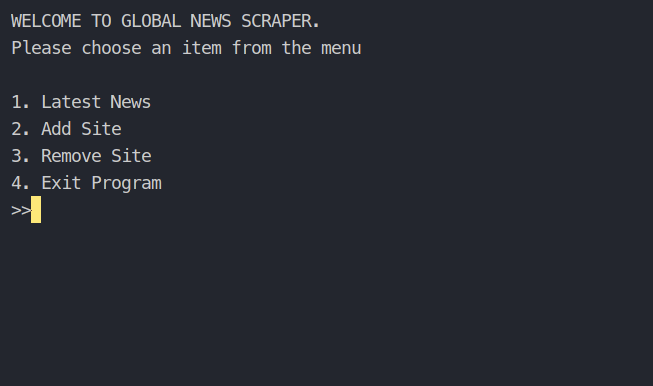 WELCOME TO GLOBAL NEWS SCRAPER.
Please choose an item from the menu
1. Latest News
2. Add Site
3. Remove Site
4. Exit Program
>>